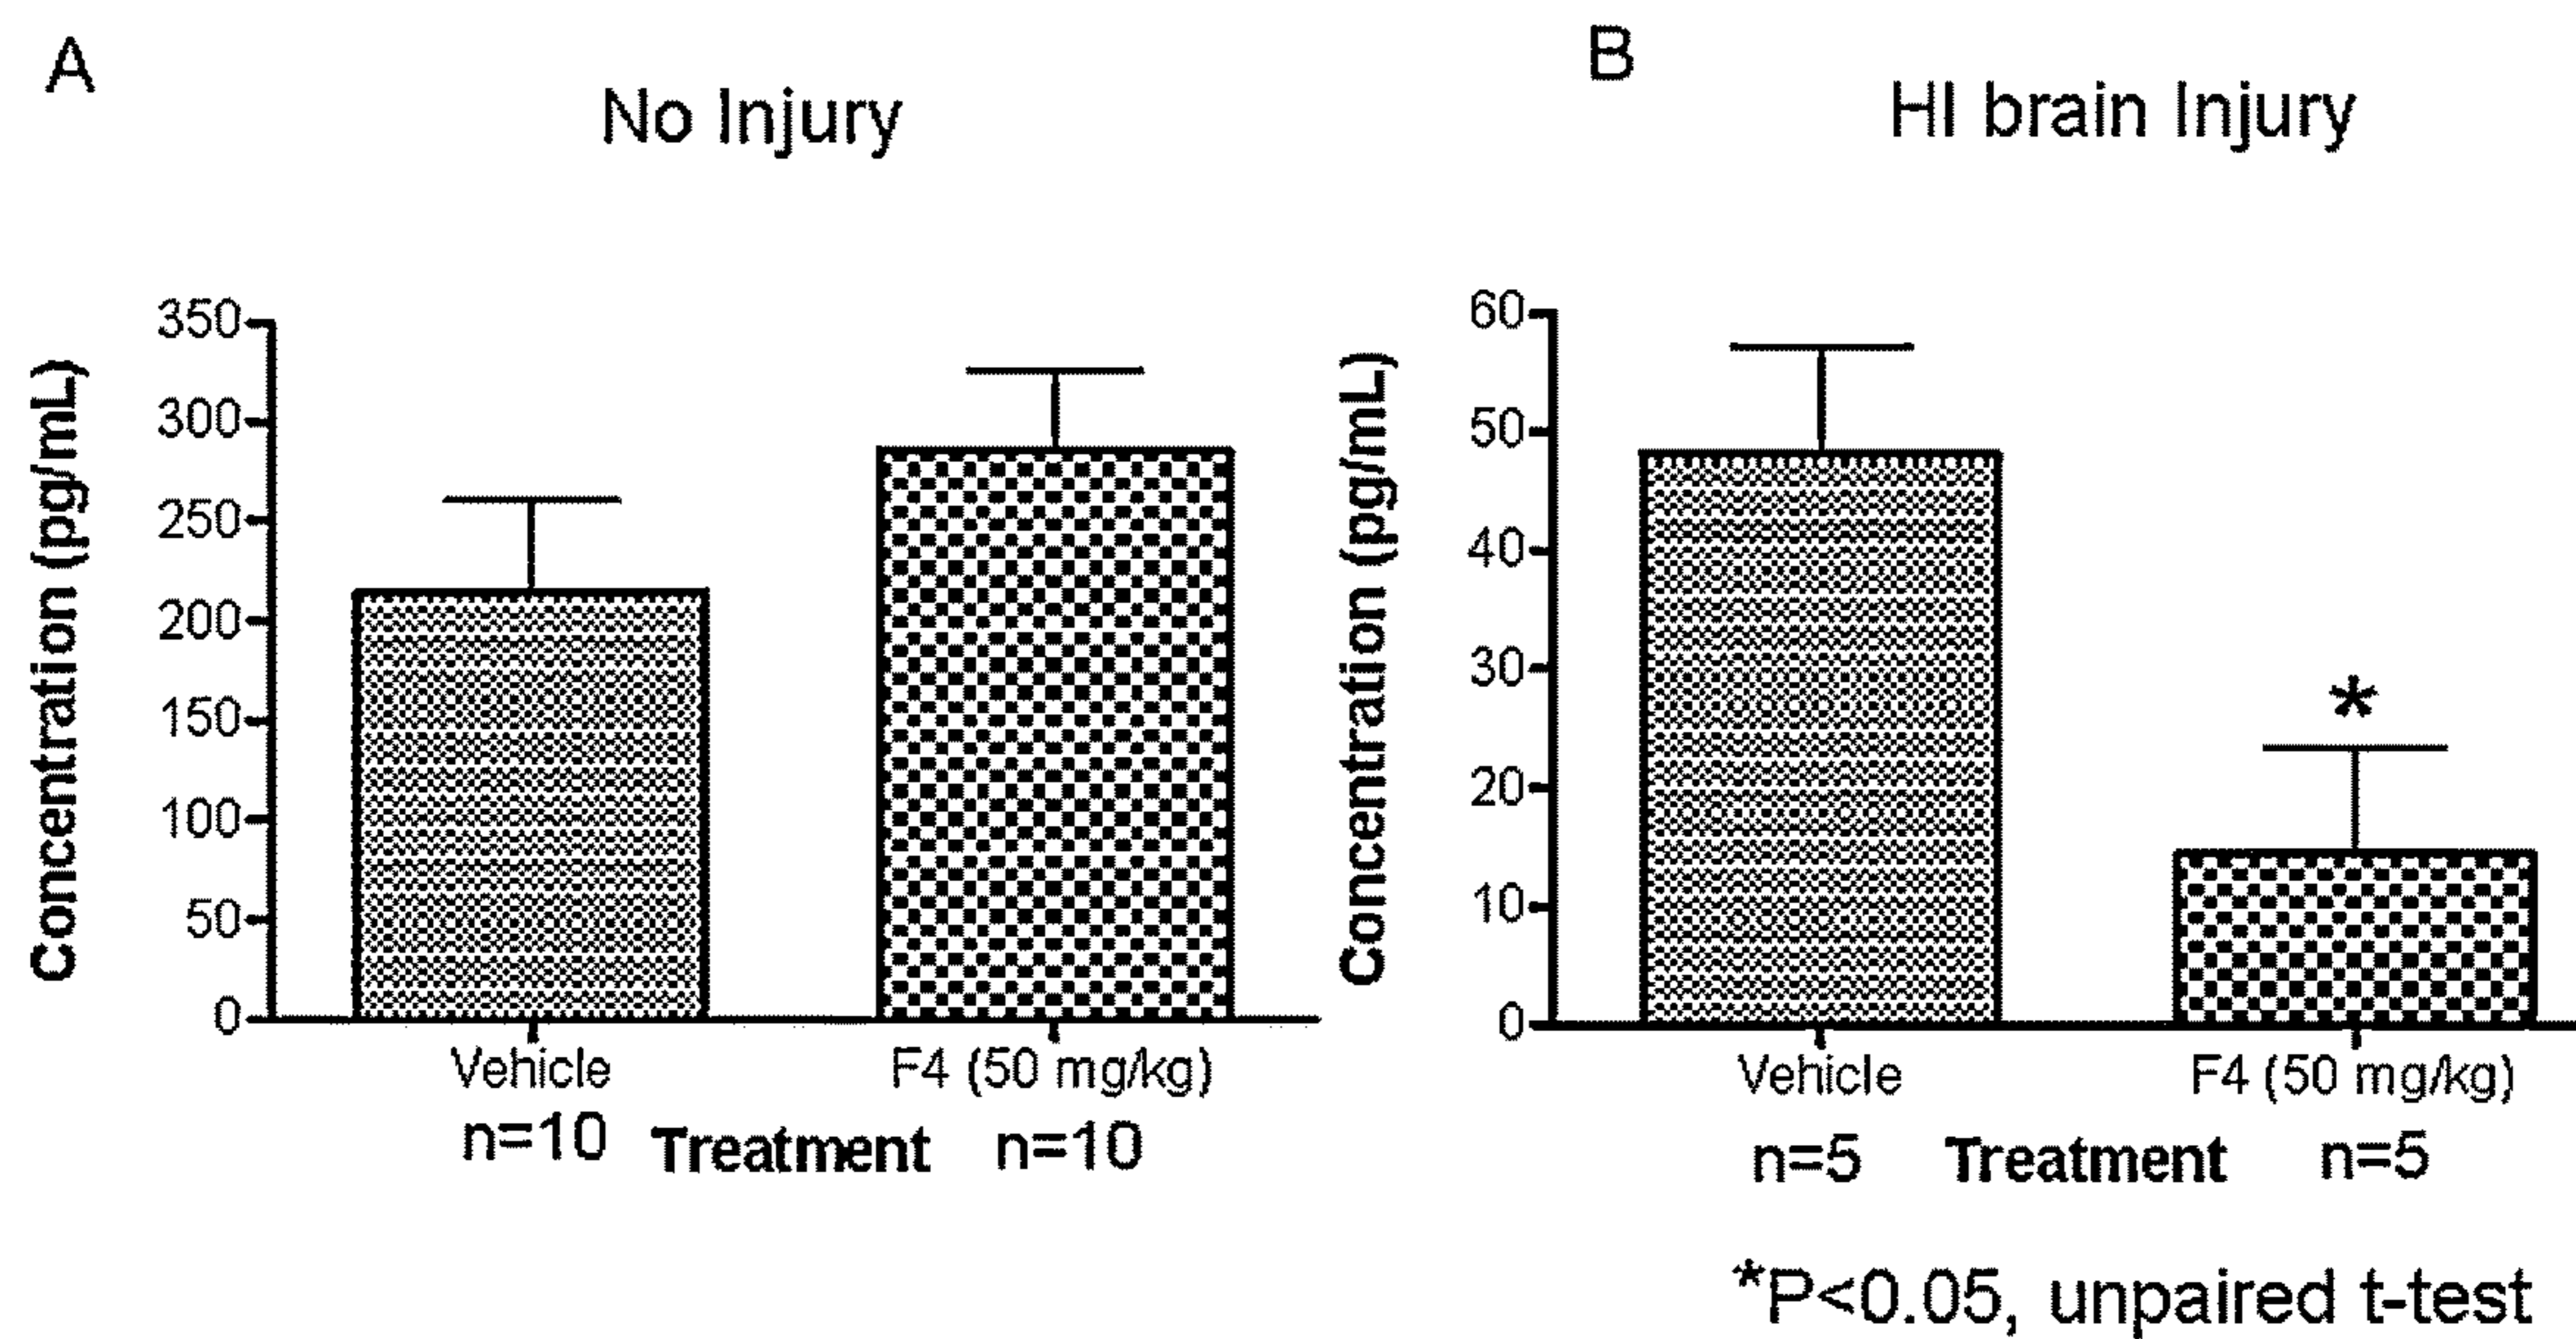 A
No Injury
Concentration (pg/mL)
350
300
250
200
150
100
50
0
Vehicle
F4 (50 mg/kg)
n=10
Treatment
n=10
B
HI brain Injury
Concentration (pg/mL)
60
50
40
30
20
10
0
*
Vehicle
F4 (50 mg/kg)
n=5
Treatment
n=5
*P<0.05, unpaired t-test